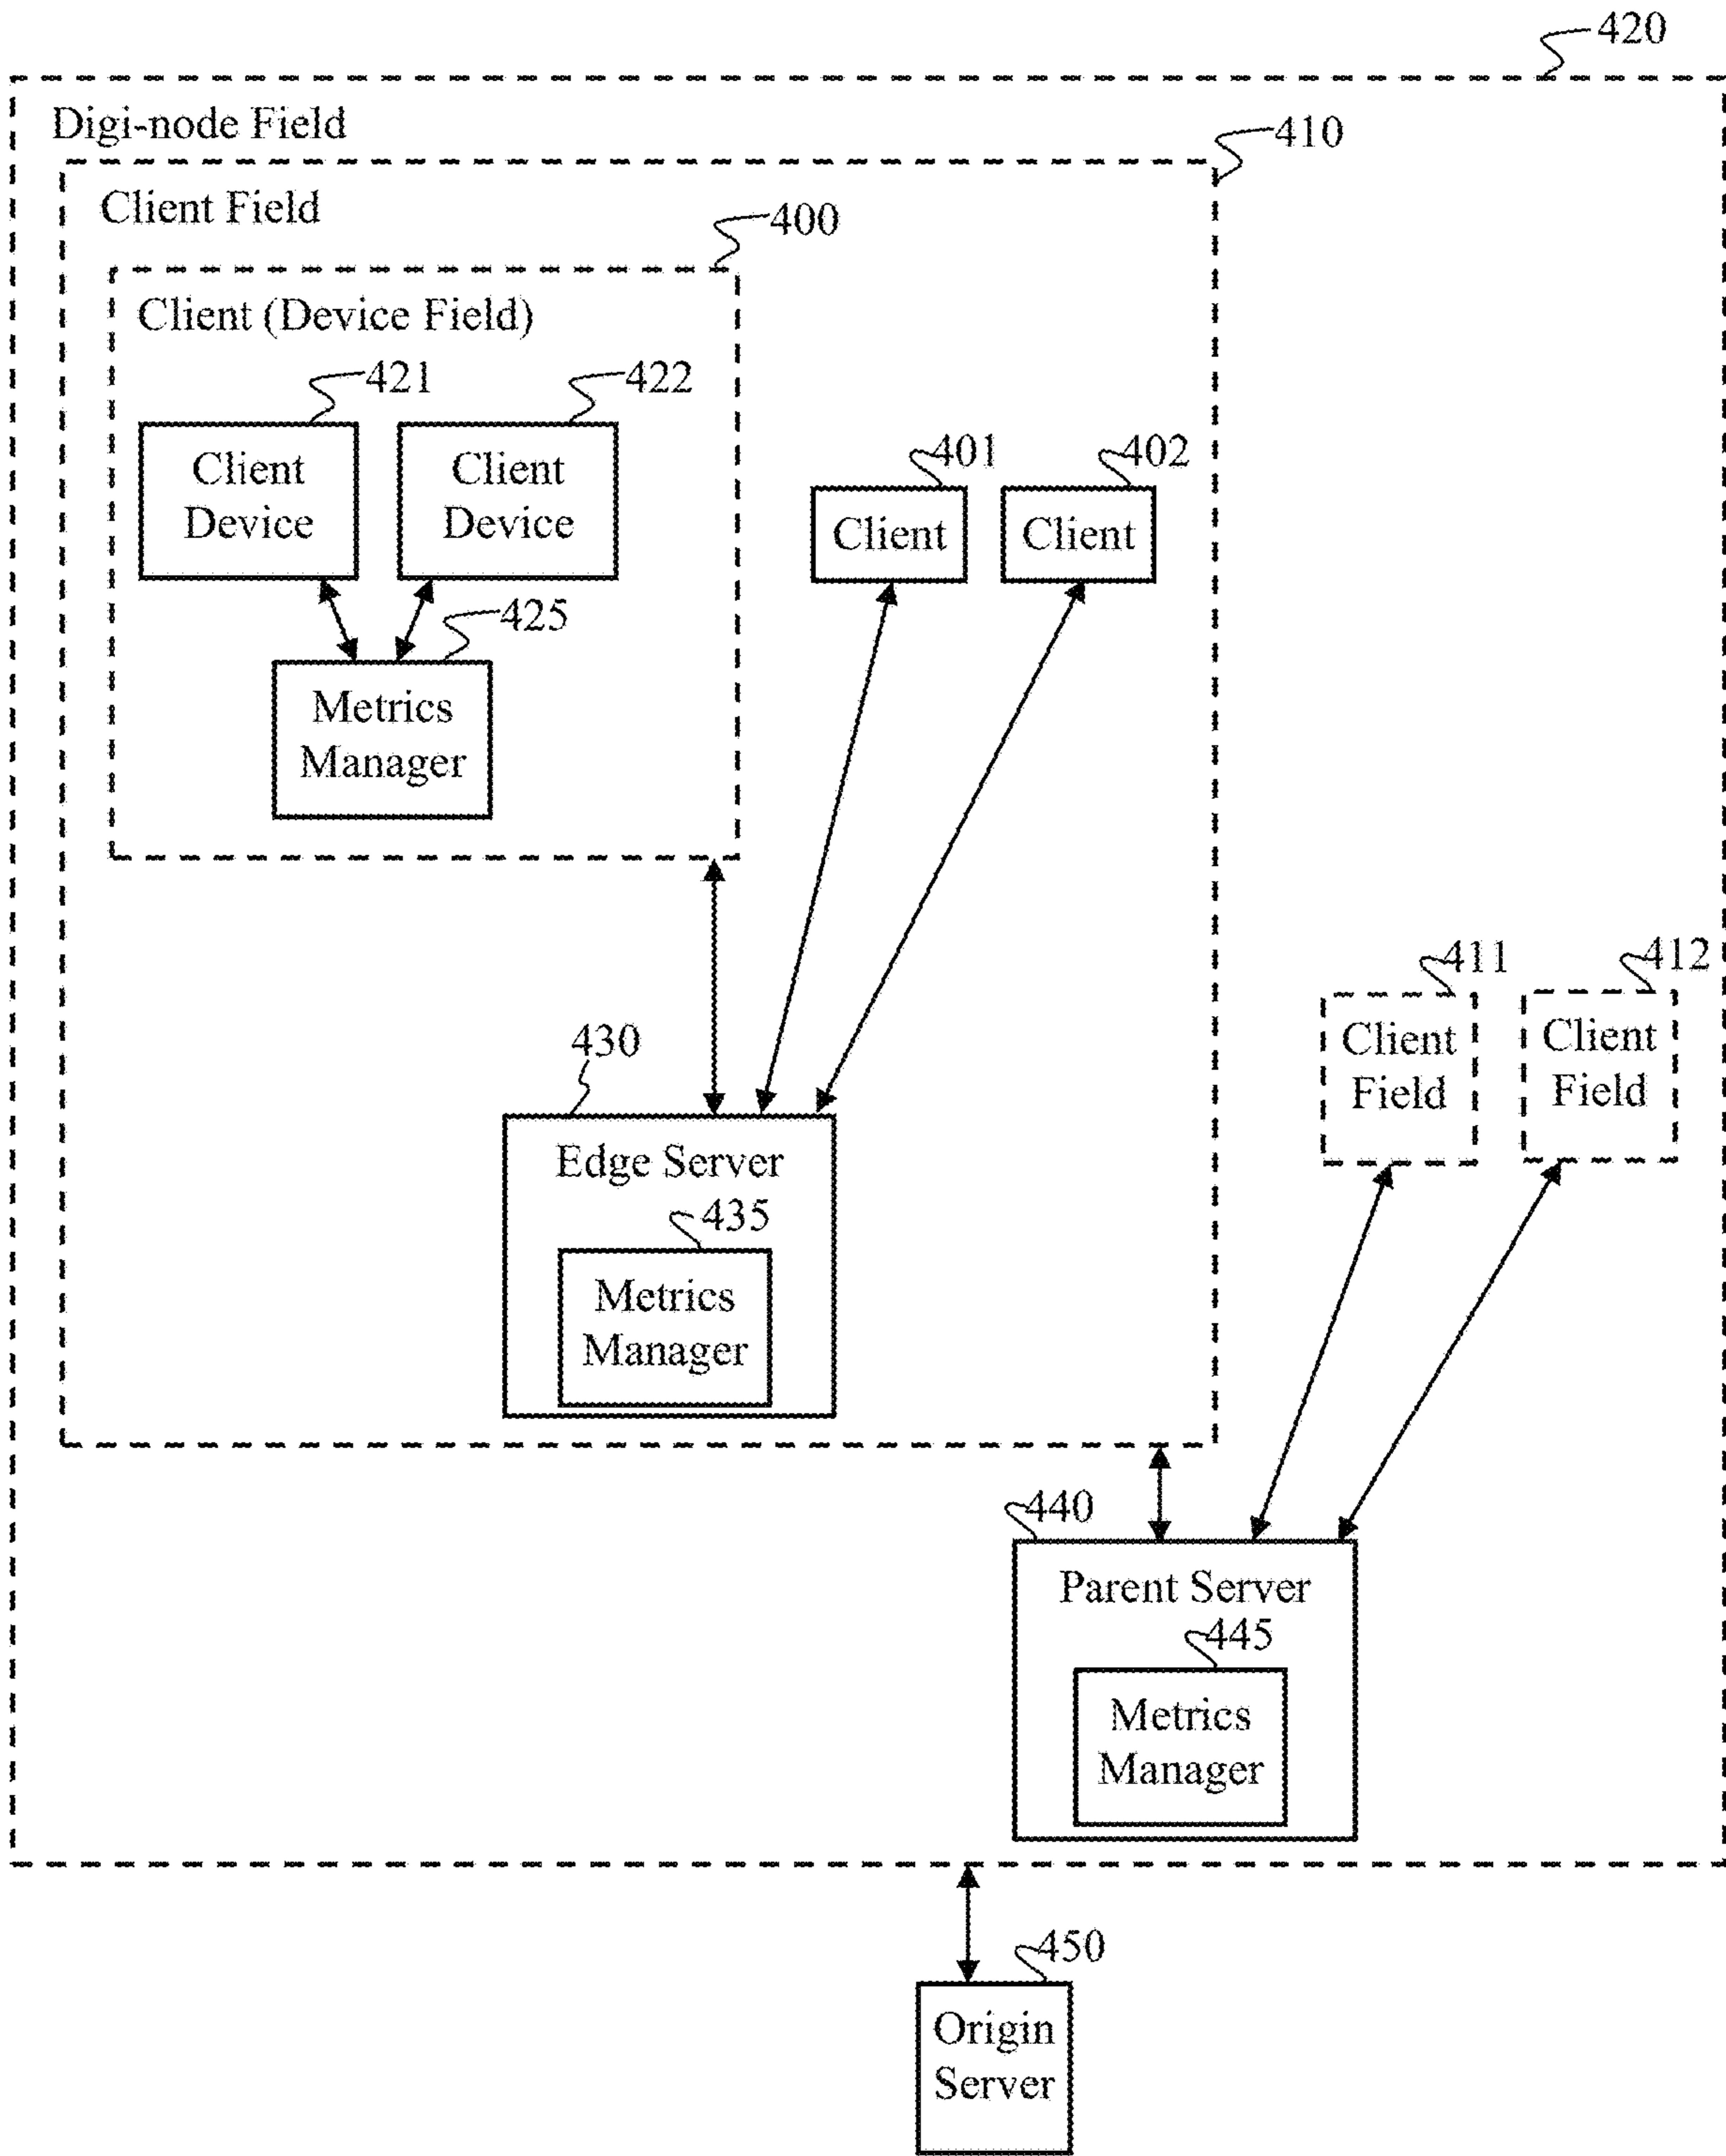 420
Digi-node Field
410
Client Field
400
Client (Device Field)
421
422
Client
Device
Client
Device
401
402
Client
Client
425
Metrics
Manager
411
412
Client
Field
Client
Field
430
Edge Server
435
Metrics
Manager
440
Parent Server
445
Metrics
Manager
450
Origin
Server